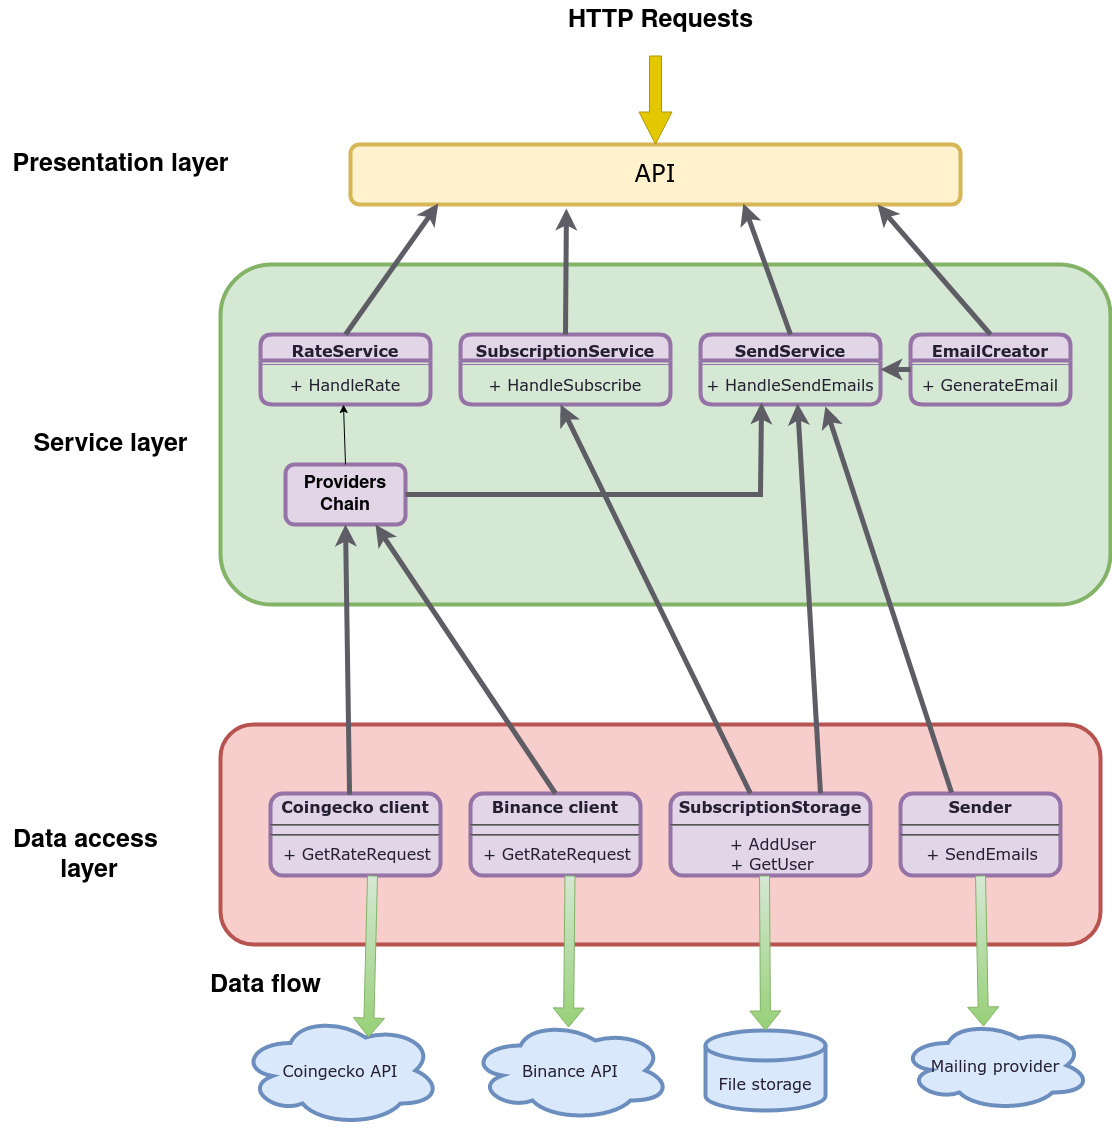 HTTP Requests
Presentation layer
API
RateService
+ HandleRate
SubscriptionService
+ HandleSubscribe
SendService
+ HandleSendEmails
EmailCreator
+ GenerateEmail
Service layer
Providers
Chain
Data access
layer
Coingecko client
+ GetRateRequest
Binance client
+ GetRateRequest
SubscriptionStorage
+ AddUser
+ GetUser
Sender
+ SendEmails
Data flow
Coingecko API
Binance API
File storage
Mailing provider